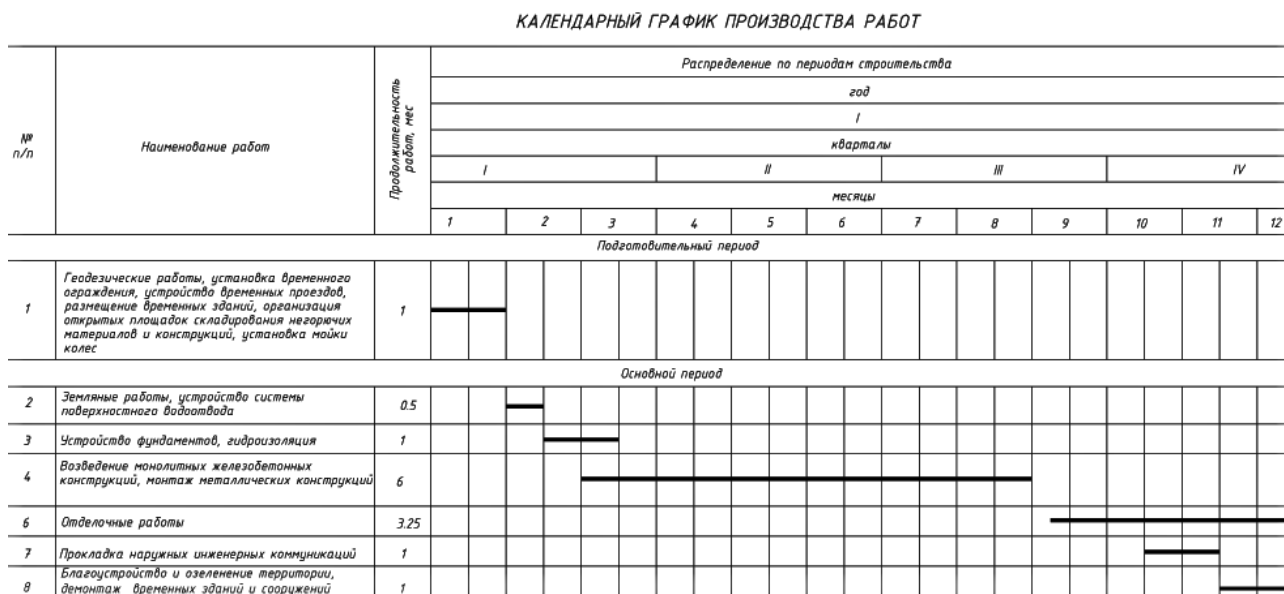 КАЛЕНДАРНЫЙ ГРАФИК ПРОИЗВОДСТВА РАБОТ
№
п/п
Наименование работ
Продолжительность
работ, мес
Распределение по периодам строительства
год
I
кварталы
I II III IV
месяцы
1 2 3 4 5 6 7 8 9 10 11 12
Подготовительный период
1
Геодезические работы, установка временного
ограждения, устройство временных проездов,
размещение временных зданий, организация
открытых площадок складирования негорючих
материалов и конструкций, установка мойки
колес
1
Основной период
2
Земляные работы, устройство системы
поверхностного водоотвода
0.5
3 Устройство фундаментов, гидроизоляция 1
4
Возведение монолитных железобетонных
конструкций, монтаж металлических конструкций
6
6 Отделочные работы 3.25
7 Прокладка наружных инженерных коммуникаций 1
8
Благоустройство и озеленение территории,
демонтаж временных зданий и сооружений
1